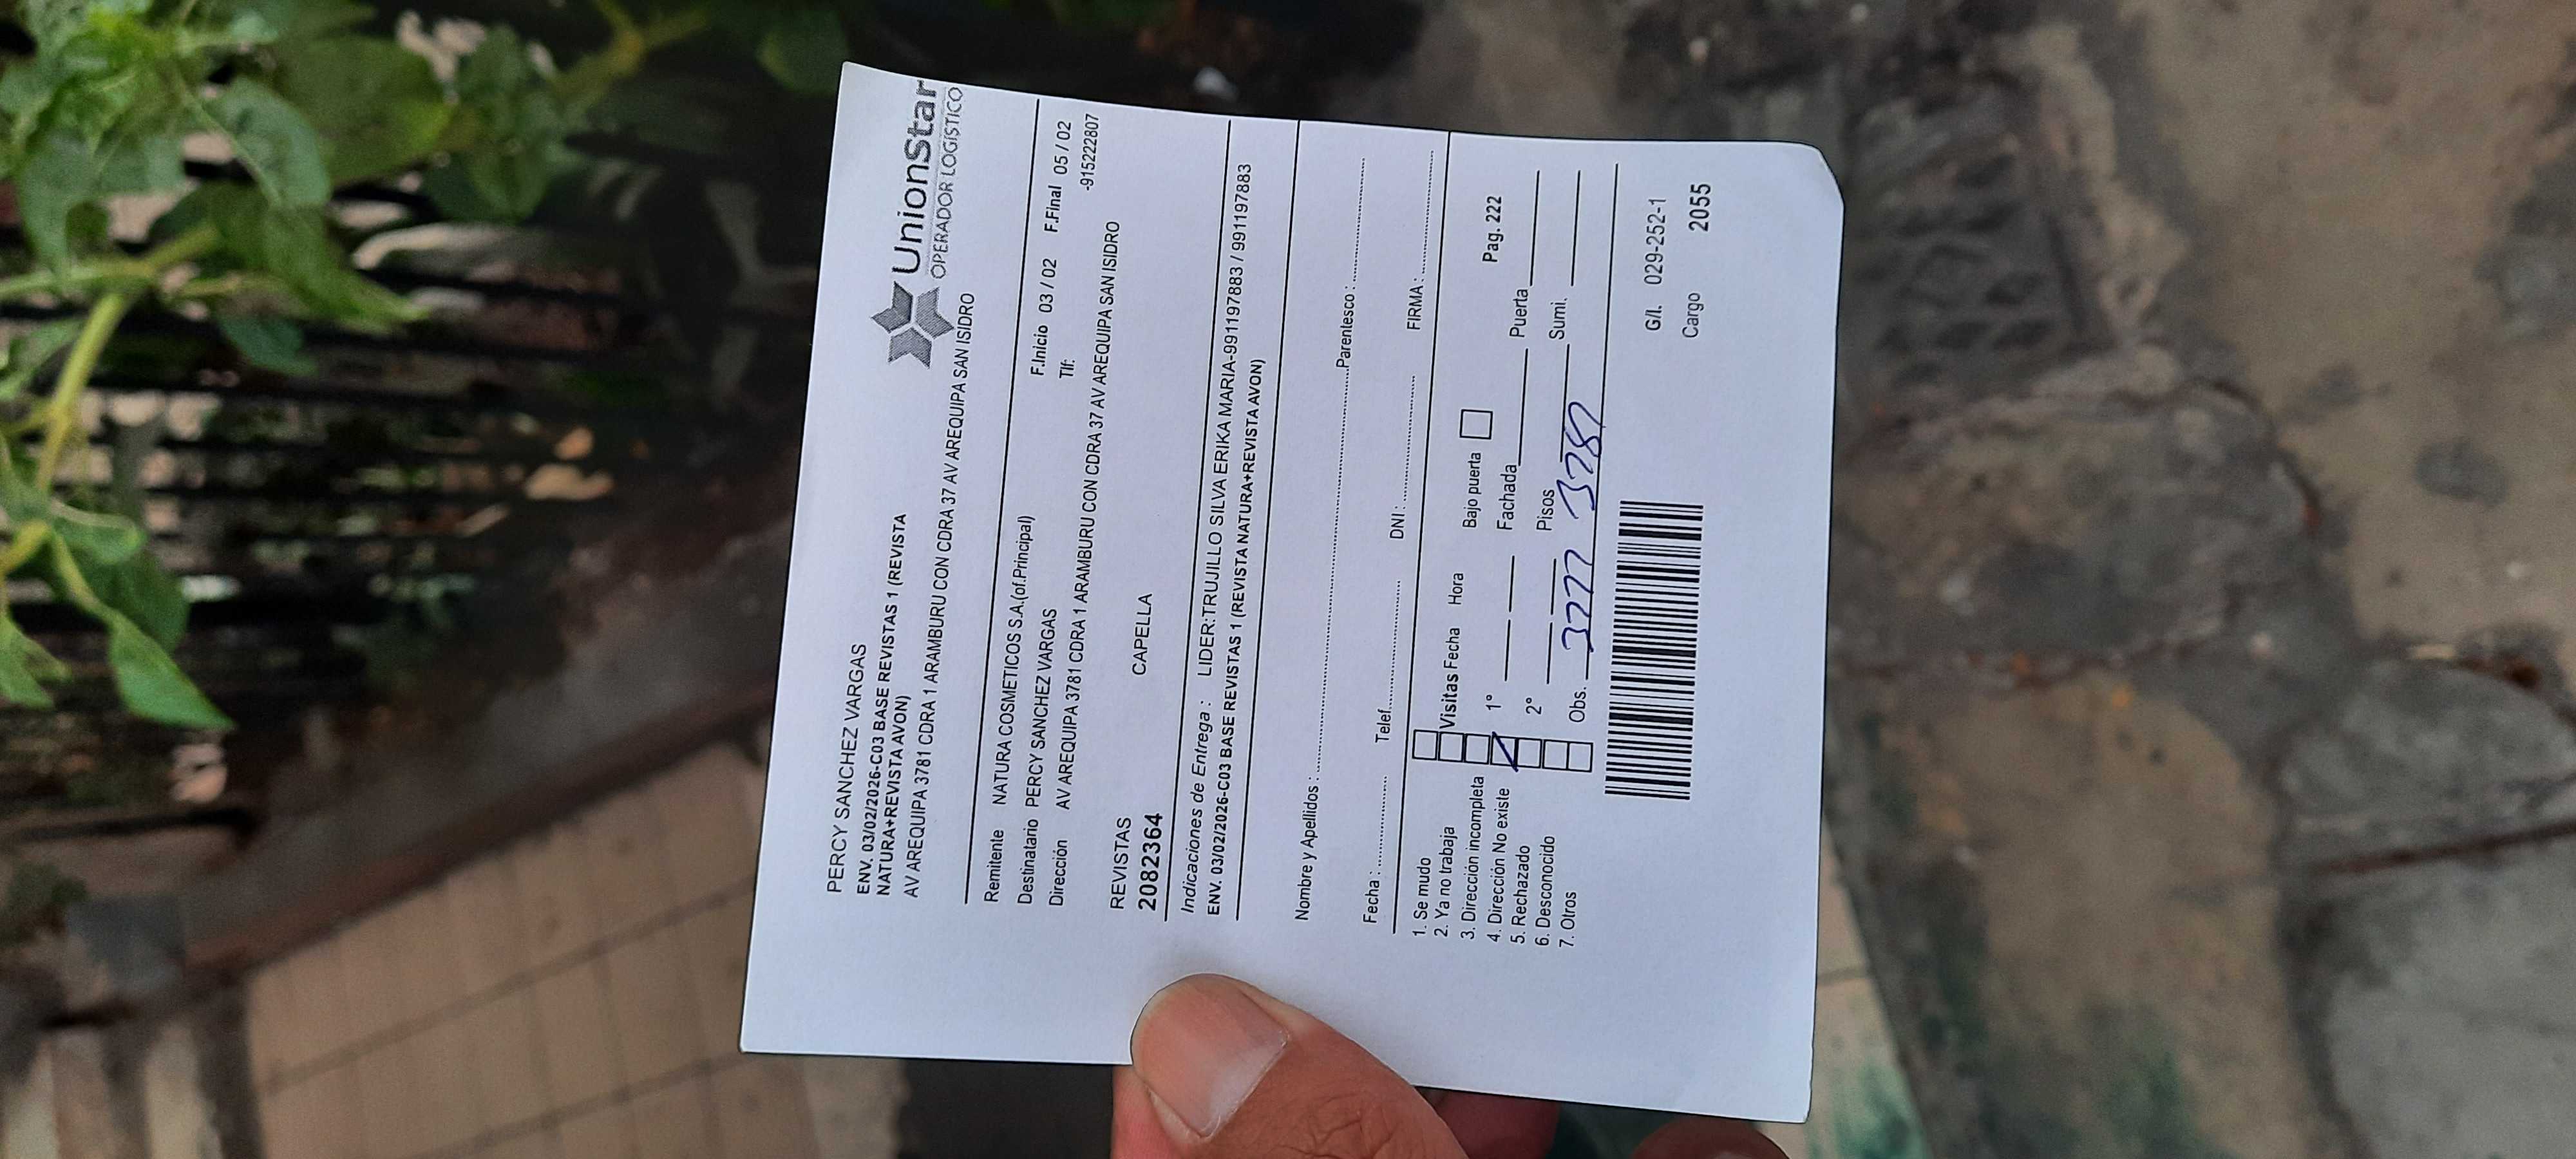 Unionstar
OPERADOR LOGÍSTICO
PERCY SANCHEZ VARGAS
ENV. 03/02/2026-C03 BASE REVISTAS 1 (REVISTA
NATURA+REVISTA AVON)
AV AREQUIPA 3781 CDRA 1 ARAMBURU CON CDRA 37 AV AREQUIPA SAN ISIDRO
Remitente NATURA COSMETICOS S.A.(of.Principal) F.Inicio 03 / 02 F.Final 05 / 02
Destinatario PERCY SANCHEZ VARGAS Tlf: -915222807
Dirección AV AREQUIPA 3781 CDRA 1 ARAMBURU CON CDRA 37 AV AREQUIPA SAN ISIDRO
REVISTAS
2082364 CAPELLA
Indicaciones de Entrega : LIDER:TRUJILLO SILVA ERIKA MARIA-991197883 / 991197883
ENV. 03/02/2026-C03 BASE REVISTAS 1 (REVISTA NATURA+REVISTA AVON)
Nombre y Apellidos : Parentesco :
Fecha : Telef. DNI : FIRMA :
1. Se mudo
2. Ya no trabaja Visitas Fecha Hora Bajo puerta Pag. 222
3. Dirección incompleta
4. Dirección No existe 1° Fachada Puerta
5. Rechazado
6. Desconocido 2° Pisos Sumi.
7. Otros Obs. 3777 3787
G/l. 029-252-1
Cargo 2055